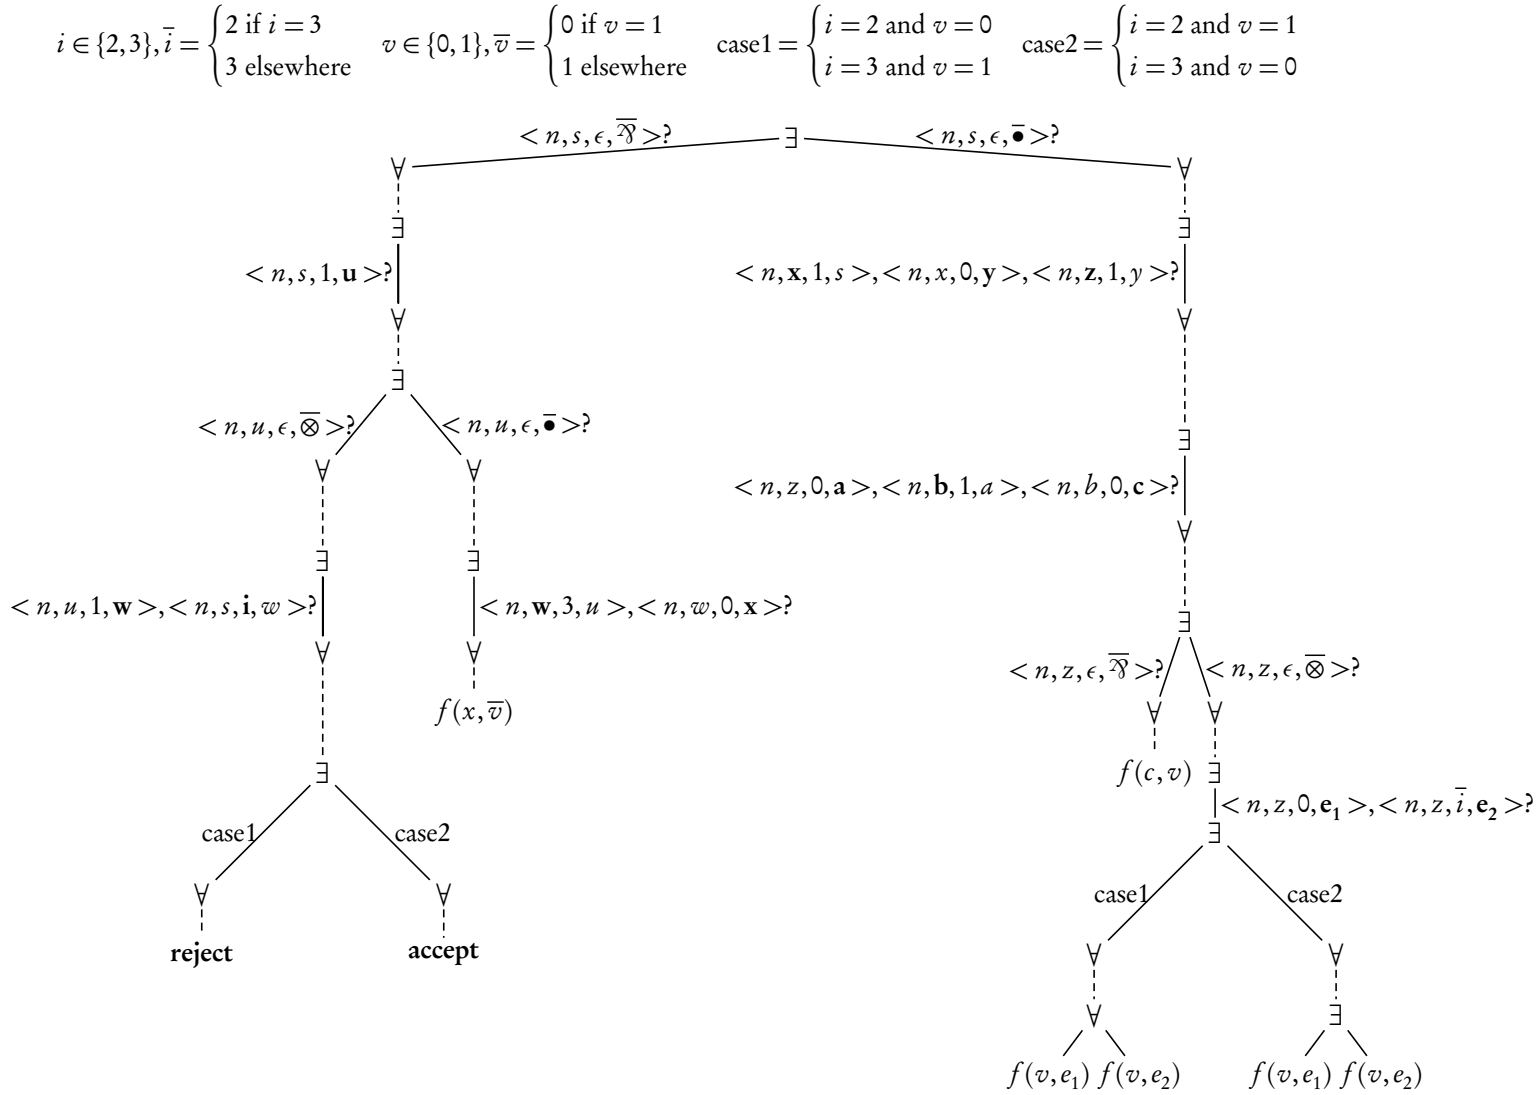 i ∈ {2, 3}, i̅ = { 2 if i = 3 3 elsewhere v ∈ {0, 1}, v̅ = { 0 if v = 1 1 elsewhere case1 = { i = 2 and v = 0 i = 3 and v = 1 case2 = { i = 2 and v = 1 i = 3 and v = 0
< n, s, ϵ, ⅋̅ >? ∃ < n, s, ϵ, •̅ >?
∀ ∀
∃ ∃
< n, s, 1, u >? < n, x, 1, s >, < n, x, 0, y >, < n, z, 1, y >?
∀ ∀
∃
< n, u, ϵ, ⊗̅ >? < n, u, ϵ, •̅ >?
∃
∀ ∀
< n, z, 0, a >, < n, b, 1, a >, < n, b, 0, c >?
∀
∃ ∃
< n, u, 1, w >, < n, s, i, w >? < n, w, 3, u >, < n, w, 0, x >?
∃
∀ ∀
< n, z, ϵ, ⅋̅ >? < n, z, ϵ, ⊗̅ >?
f(x, v̅) ∀ ∀
∃ f(c, v) ∃
< n, z, 0, e₁ >, < n, z, i̅, e₂ >?
case1 case2 ∃
∀ ∀ case1 case2
reject accept ∀ ∀
∀ ∃
f(v, e₁) f(v, e₂) f(v, e₁) f(v, e₂)